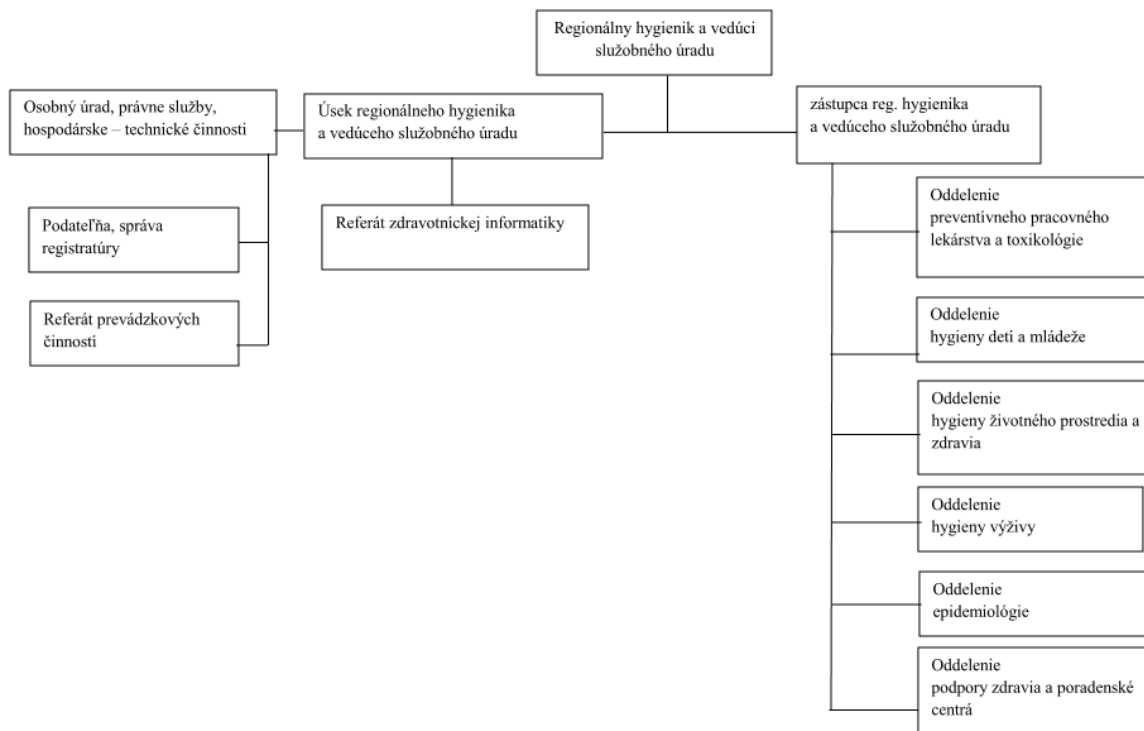 Regionálny hygienik a vedúci
služobného úradu
Osobný úrad, právne služby,
hospodárske – technické činnosti
Úsek regionálneho hygienika
a vedúceho služobného úradu
zástupca reg. hygienika
a vedúceho služobného úradu
Podateľňa, správa
registratúry
Referát prevádzkových
činností
Referát zdravotníckej informatiky
Oddelenie
preventívneho pracovného
lekárstva a toxikológie
Oddelenie
hygieny detí a mládeže
Oddelenie
hygieny životného prostredia a
zdravia
Oddelenie
hygieny výživy
Oddelenie
epidemiológie
Oddelenie
podpory zdravia a poradenské
centrá